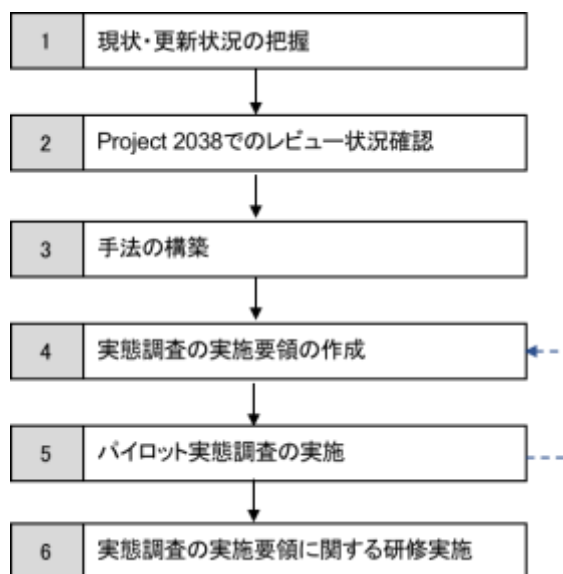 1 現状・更新状況の把握
2 Project 2038でのレビュー状況確認
3 手法の構築
4 実態調査の実施要領の作成
5 パイロット実態調査の実施
6 実態調査の実施要領に関する研修実施